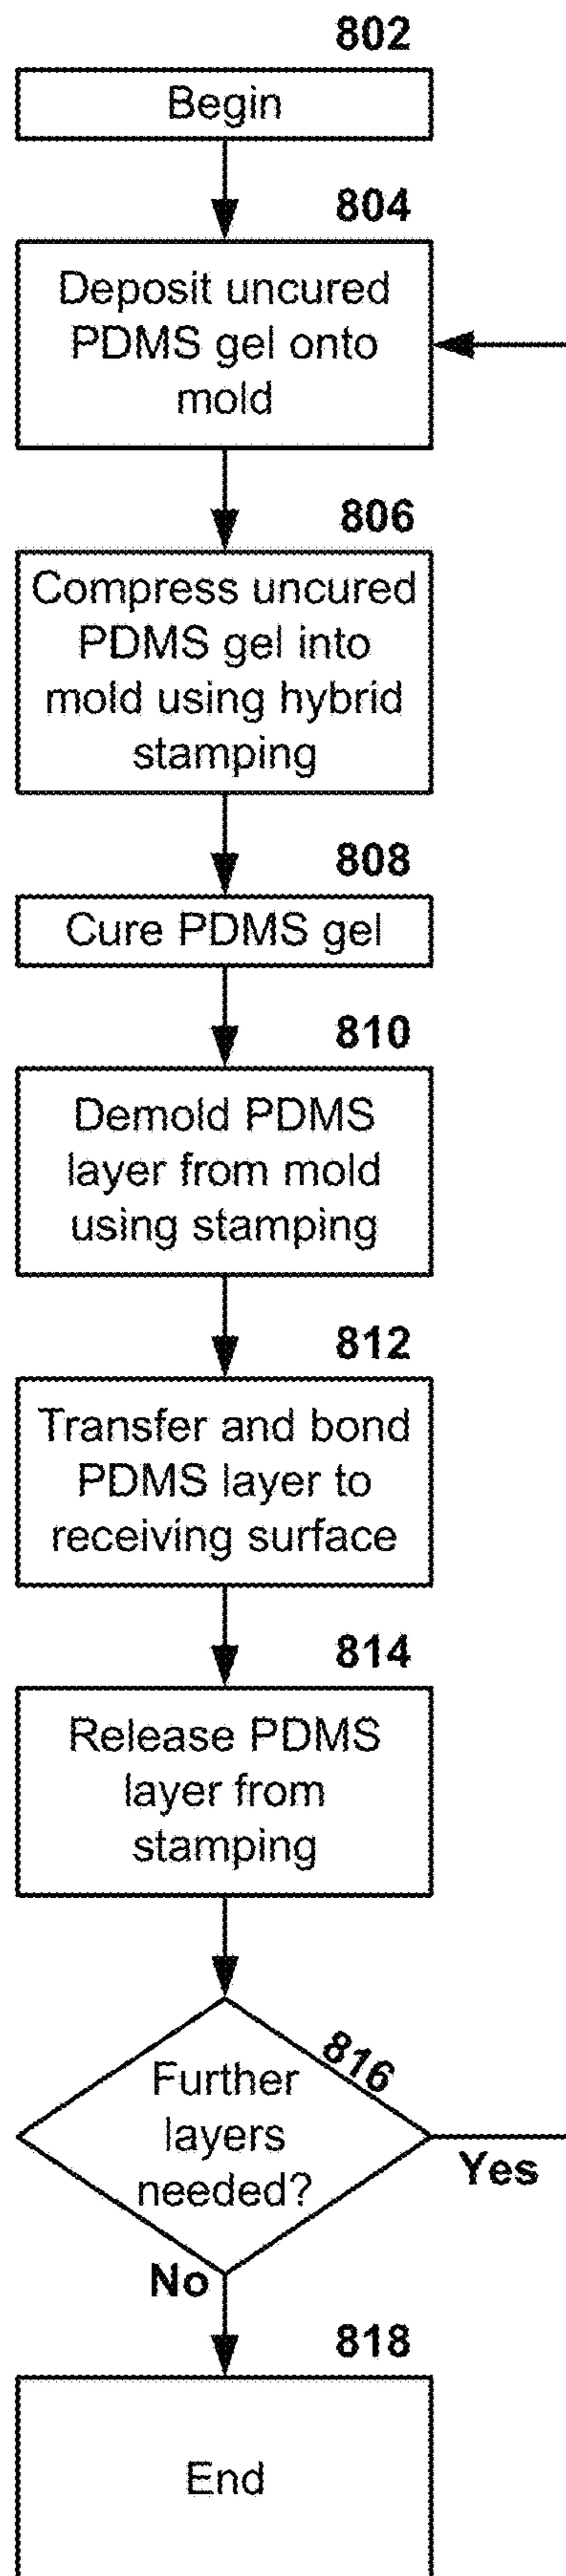 802
Begin
804
Deposit uncured
PDMS gel onto
mold
806
Compress uncured
PDMS gel into
mold using hybrid
stamping
808
Cure PDMS gel
810
Demold PDMS
layer from mold
using stamping
812
Transfer and bond
PDMS layer to
receiving surface
814
Release PDMS
layer from
stamping
816
Further
layers
needed?
Yes
No
818
End